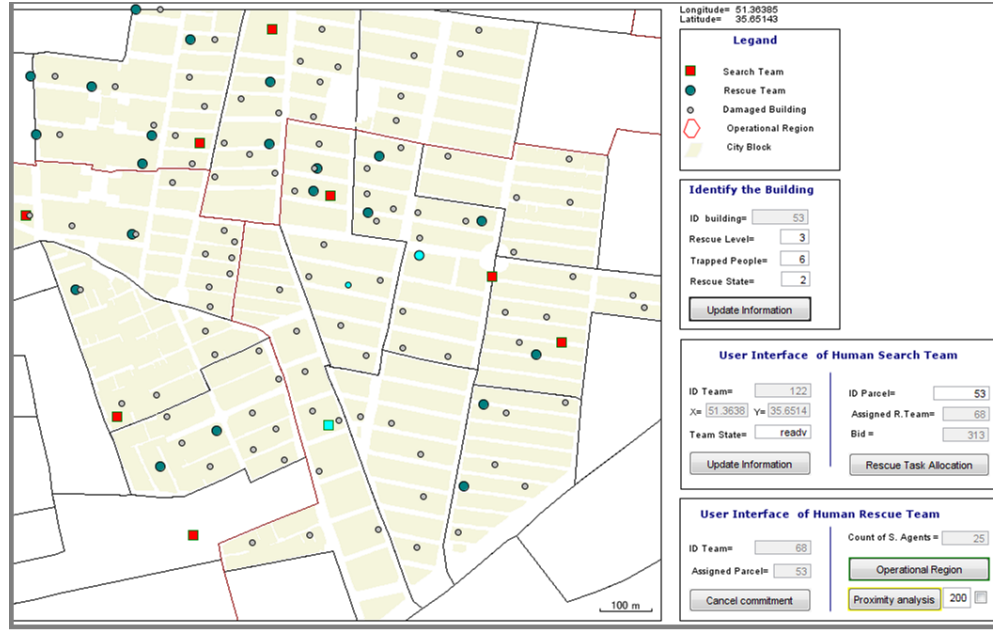 Longitude= 51.36385
Latitude= 35.65143
Legand
Search Team
Rescue Team
Damaged Building
Operational Region
City Block
Identify the Building
ID building= 53
Rescue Level= 3
Trapped People= 6
Rescue State= 2
Update Information
User Interface of Human Search Team
ID Team= 122
X= 51.3638 Y= 35.6514
Team State= readv
Update Information
ID Parcel= 53
Assigned R.Team= 68
Bid = 313
Rescue Task Allocation
User Interface of Human Rescue Team
ID Team= 68
Assigned Parcel= 53
Cancel commitment
Count of S. Agents = 25
Operational Region
Proximity analysis 200
100 m